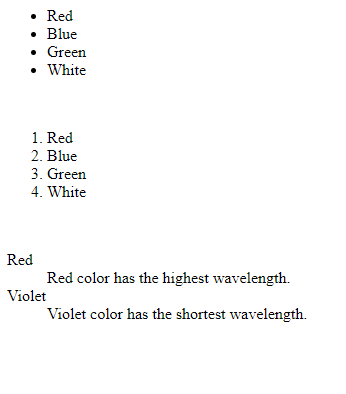 • Red
• Blue
• Green
• White
1. Red
2. Blue
3. Green
4. White
Red
Red color has the highest wavelength.
Violet
Violet color has the shortest wavelength.